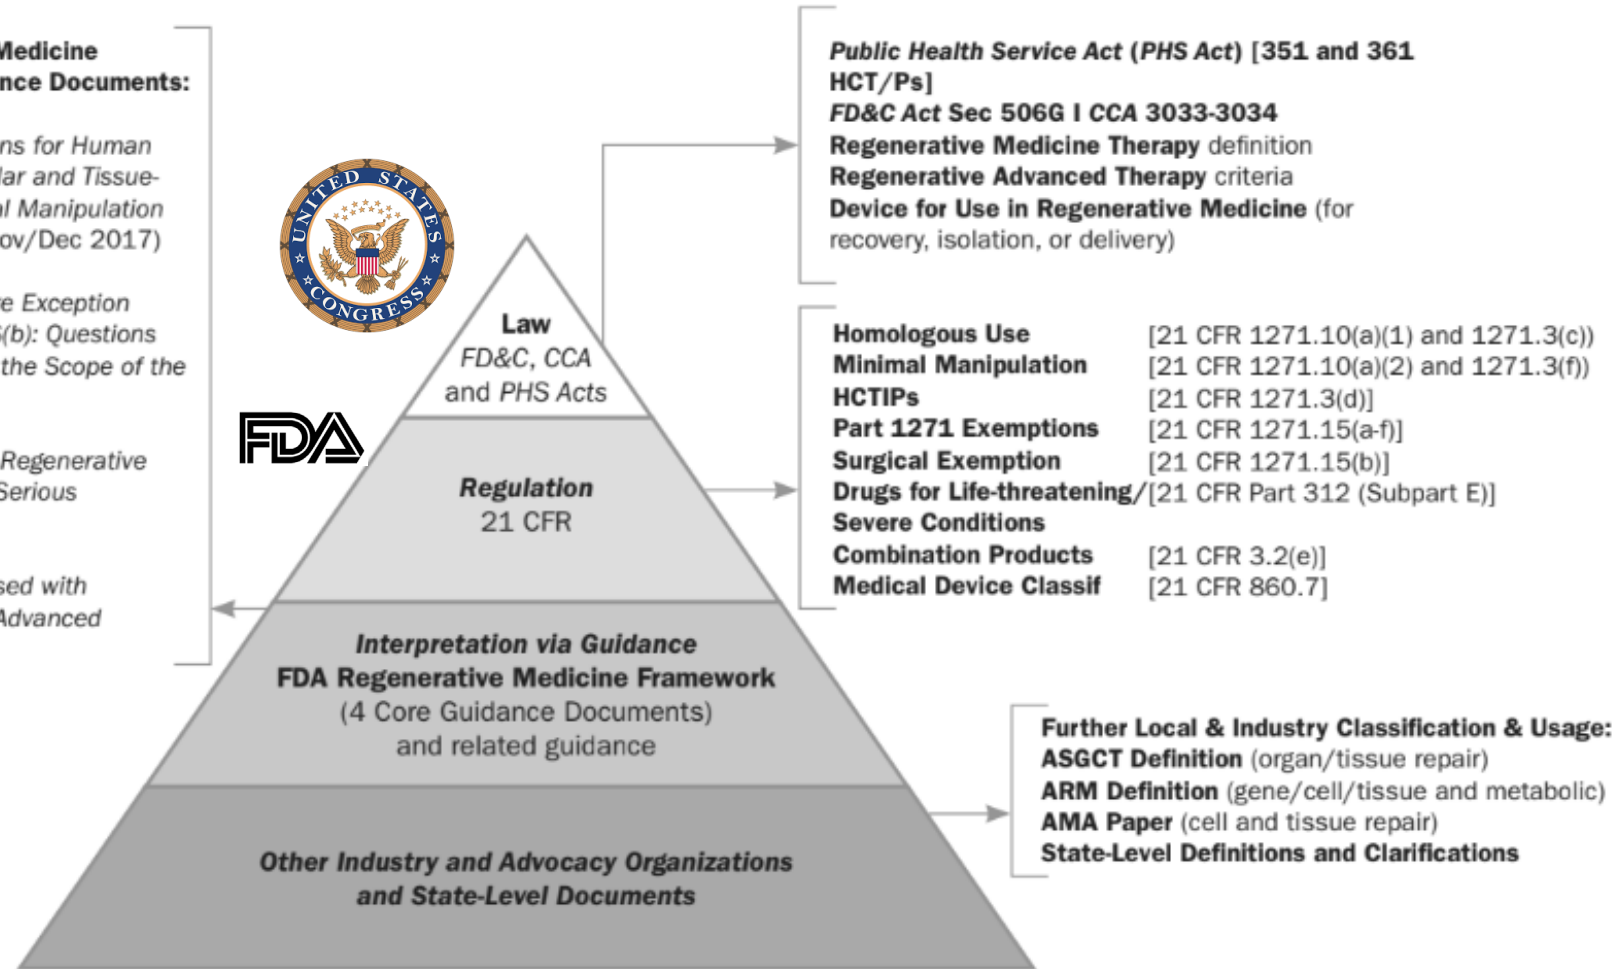 Medicine
nce Documents:
ns for Human
lar and Tissue-
al Manipulation
ov/Dec 2017)
re Exception
(b): Questions
the Scope of the
Regenerative
Serious
sed with
Advanced
UNITED STATES
CONGRESS
FDA
Law
FD&C, CCA
and PHS Acts
Regulation
21 CFR
Interpretation via Guidance
FDA Regenerative Medicine Framework
(4 Core Guidance Documents)
and related guidance
Other Industry and Advocacy Organizations
and State-Level Documents
Public Health Service Act (PHS Act) [351 and 361
HCT/Ps]
FD&C Act Sec 506G I CCA 3033-3034
Regenerative Medicine Therapy definition
Regenerative Advanced Therapy criteria
Device for Use in Regenerative Medicine (for
recovery, isolation, or delivery)
Homologous Use [21 CFR 1271.10(a)(1) and 1271.3(c))
Minimal Manipulation [21 CFR 1271.10(a)(2) and 1271.3(f))
HCTIPs [21 CFR 1271.3(d)]
Part 1271 Exemptions [21 CFR 1271.15(a-f)]
Surgical Exemption [21 CFR 1271.15(b)]
Drugs for Life-threatening/ [21 CFR Part 312 (Subpart E)]
Severe Conditions
Combination Products [21 CFR 3.2(e)]
Medical Device Classif [21 CFR 860.7]
Further Local & Industry Classification & Usage:
ASGCT Definition (organ/tissue repair)
ARM Definition (gene/cell/tissue and metabolic)
AMA Paper (cell and tissue repair)
State-Level Definitions and Clarifications